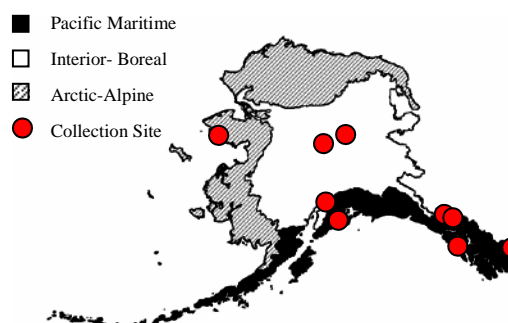 Pacific Maritime
Interior- Boreal
Arctic-Alpine
Collection Site